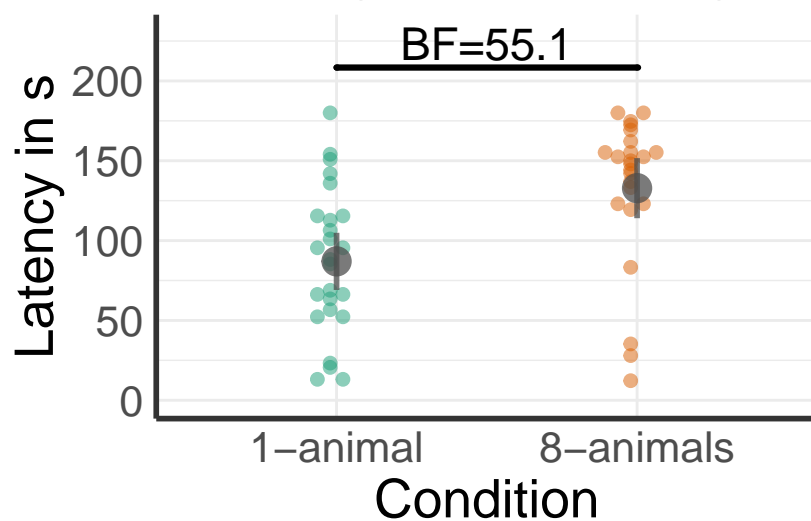 BF=55.1
Latency in s
200
150
100
50
0
1−animal
8−animals
Condition